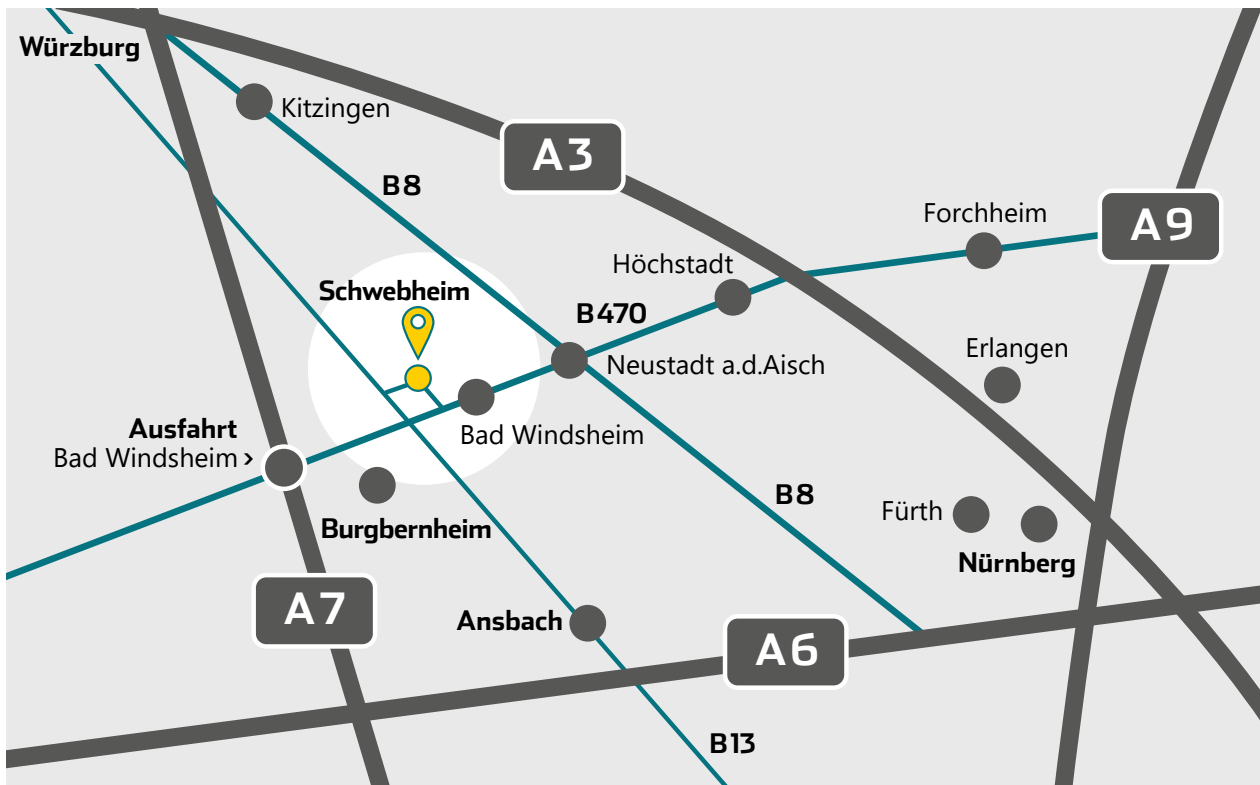 Würzburg
Kitzingen
A3
B8
Forchheim
A9
Höchstadt
Schwebheim
B470
Erlangen
Neustadt a.d.Aisch
Ausfahrt
Bad Windsheim ›
Bad Windsheim
B8
Fürth
Burgbernheim
Nürnberg
A7
Ansbach
A6
B13